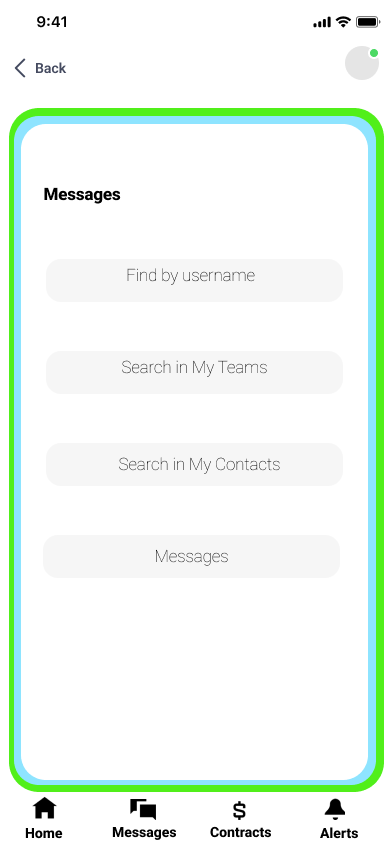 9:41
Back
Messages
Find by username
Search in My Teams
Search in My Contacts
Messages
Home Messages Contracts Alerts